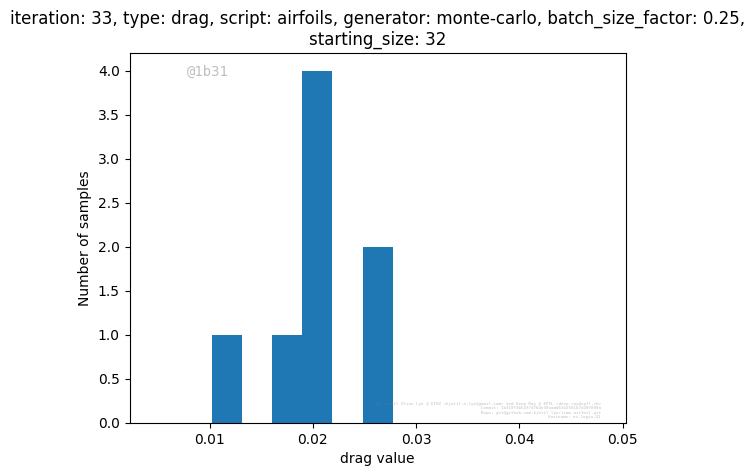 iteration: 33, type: drag, script: airfoils, generator: monte-carlo, batch_size_factor: 0.25,
starting_size: 32
@1b31
4.0
3.5
3.0
2.5
2.0
1.5
1.0
0.5
0.0
Number of samples
0.01
0.02
0.03
0.04
0.05
drag value